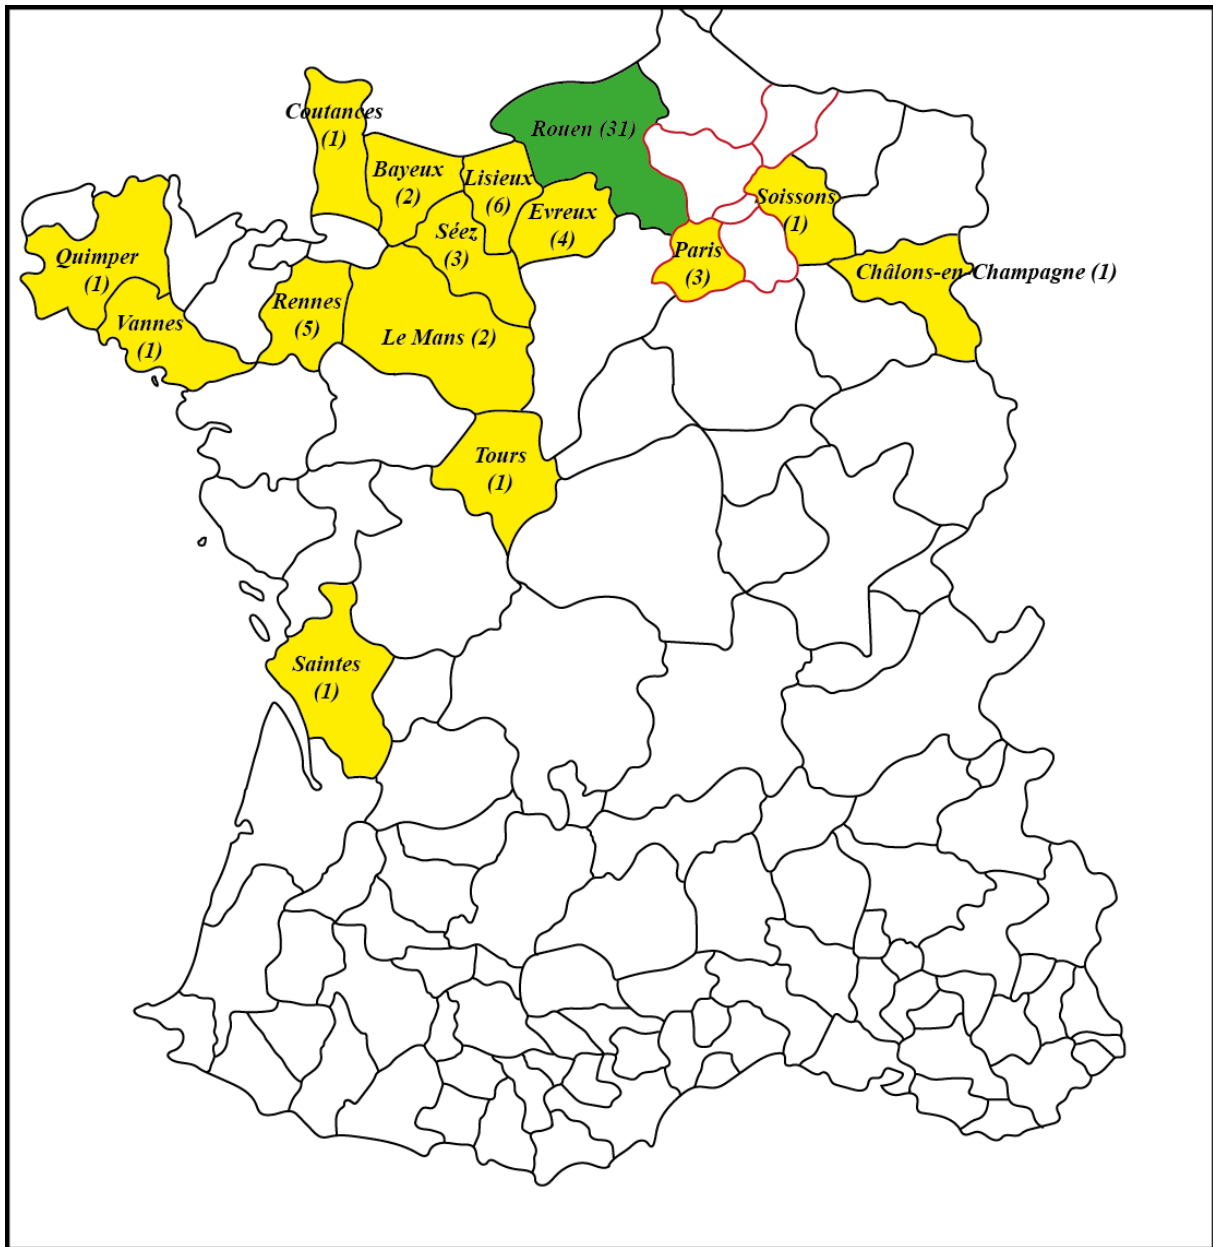 Coutances
(1)
Rouen (31)
Bayeux
(2)
Lisieux
(6)
Evreux
(4)
Séez
(3)
Soissons
(1)
Paris
(3)
Châlons-en-Champagne (1)
Quimper
(1)
Vannes
(1)
Rennes
(5)
Le Mans (2)
Tours
(1)
Saintes
(1)